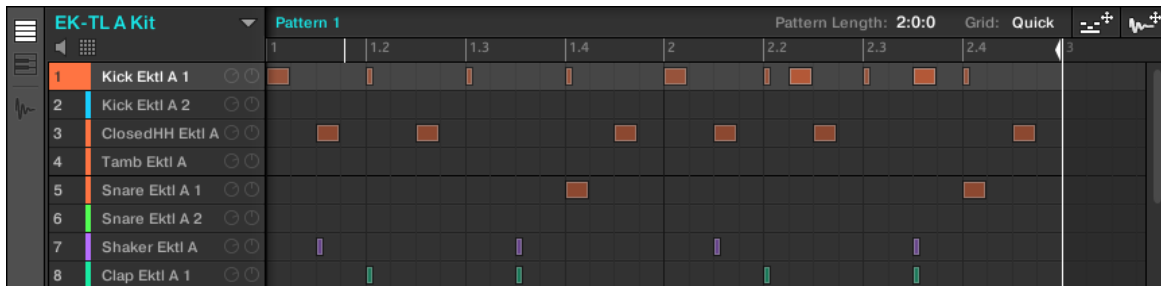 EK-TL A Kit Pattern 1 Pattern Length: 2:0:0 Grid: Quick
1 1.2 1.3 1.4 2 2.2 2.3 2.4 3
1 Kick Ektl A 1
2 Kick Ektl A 2
3 ClosedHH Ektl A
4 Tamb Ektl A
5 Snare Ektl A 1
6 Snare Ektl A 2
7 Shaker Ektl A
8 Clap Ektl A 1